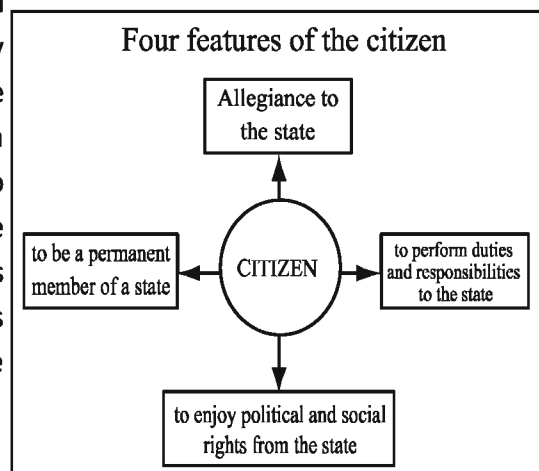 Four features of the citizen
Allegiance to
the state
to be a permanent
member of a state
CITIZEN
to perform duties
and responsibilities
to the state
to enjoy political and social
rights from the state